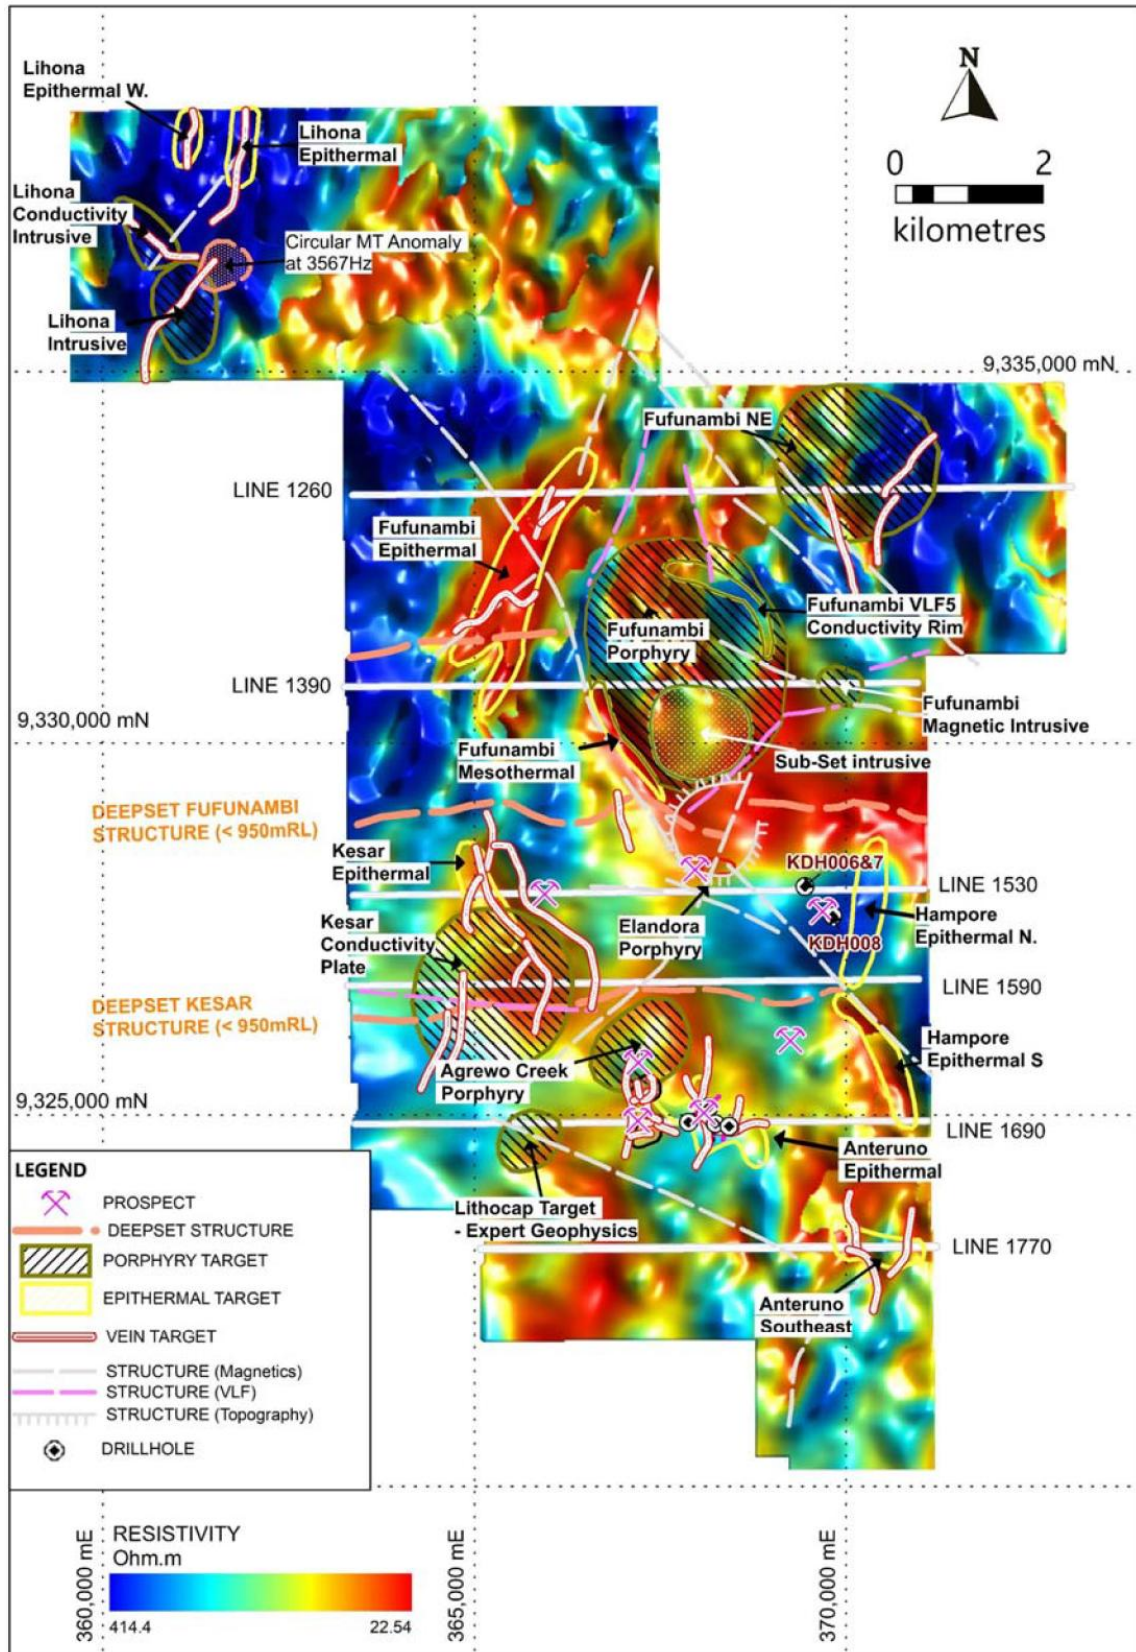 Lihona
Epithermal W.
Lihona
Epithermal
Lihona
Conductivity
Intrusive
Circular MT Anomaly
at 3567Hz
Lihona
Intrusive
N
0 2
kilometres
9,335,000 mN
Fufunambi NE
LINE 1260
Fufunambi
Epithermal
Fufunambi
Porphyry
Fufunambi VLF5
Conductivity Rim
LINE 1390
9,330,000 mN
Fufunambi
Magnetic Intrusive
Fufunambi
Mesothermal
Sub-Set intrusive
DEEPSET FUFUNAMBI
STRUCTURE (< 950mRL)
Kesar
Epithermal
KDH006&7
LINE 1530
Kesar
Conductivity
Plate
Elandora
Porphyry
KDH008
Hampore
Epithermal N.
LINE 1590
DEEPSET KESAR
STRUCTURE (< 950mRL)
Hampore
Epithermal S
Agrewo Creek
Porphyry
9,325,000 mN
LINE 1690
Anteruno
Epithermal
Lithocap Target
- Expert Geophysics
LINE 1770
Anteruno
Southeast
LEGEND
PROSPECT
DEEPSET STRUCTURE
PORPHYRY TARGET
EPITHERMAL TARGET
VEIN TARGET
STRUCTURE (Magnetics)
STRUCTURE (VLF)
STRUCTURE (Topography)
DRILLHOLE
360,000 mE
365,000 mE
370,000 mE
RESISTIVITY
Ohm.m
414.4 22.54